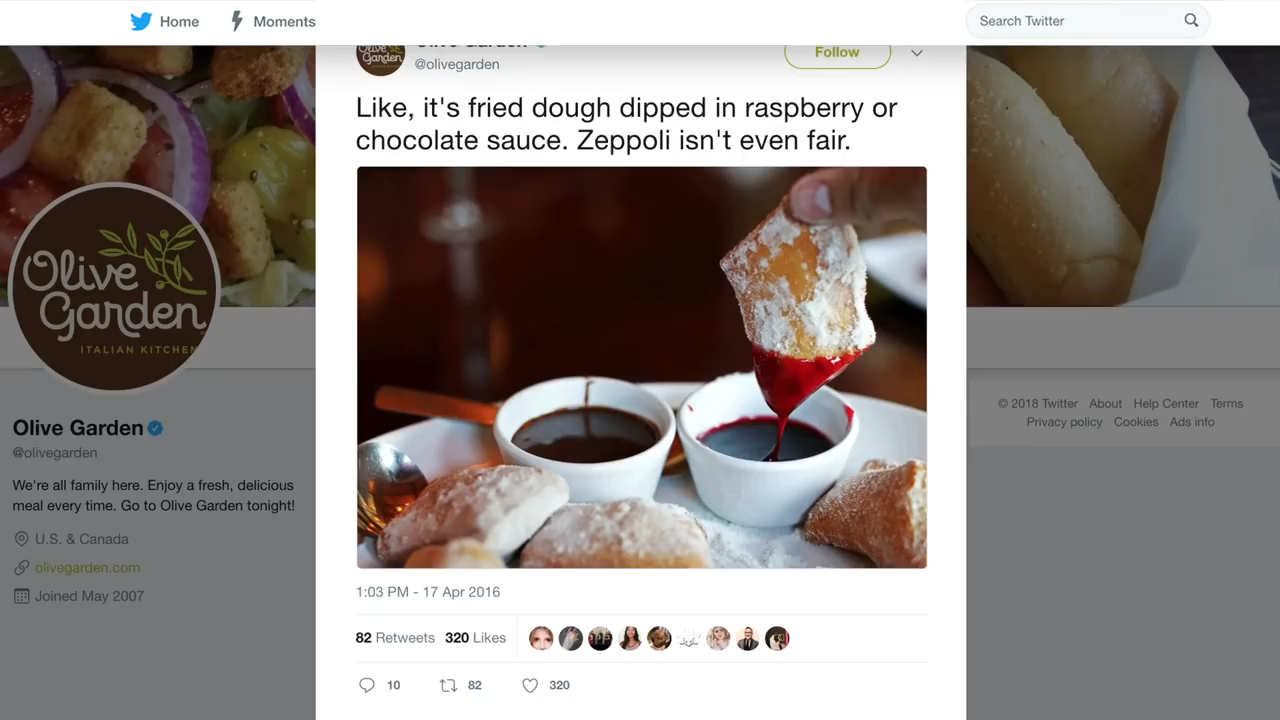 Home
Moments
Search Twitter
Olive Garden
@olivegarden
Follow
Like, it's fried dough dipped in raspberry or
chocolate sauce. Zeppoli isn't even fair.
Olive
Garden
ITALIAN KITCHEN
Olive Garden
@olivegarden
We're all family here. Enjoy a fresh, delicious
meal every time. Go to Olive Garden tonight!
U.S. & Canada
olivegarden.com
Joined May 2007
© 2018 Twitter About Help Center Terms
Privacy policy Cookies Ads info
1:03 PM - 17 Apr 2016
82 Retweets 320 Likes
10 82 320